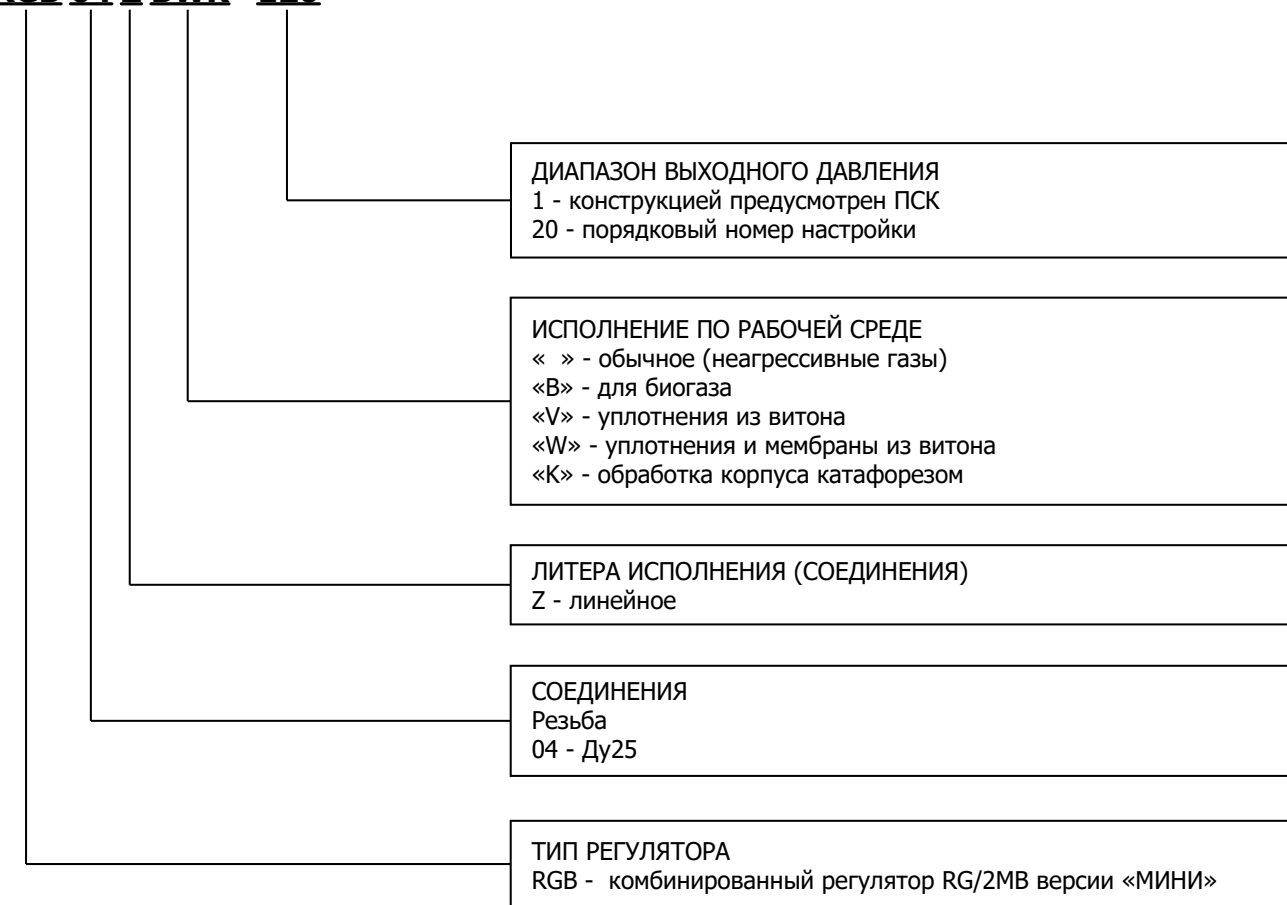 ДИАПАЗОН ВЫХОДНОГО ДАВЛЕНИЯ
1 - конструкцией предусмотрен ПСК
20 - порядковый номер настройки
ИСПОЛНЕНИЕ ПО РАБОЧЕЙ СРЕДЕ
«  » - обычное (неагрессивные газы)
«B» - для биогаза
«V» - уплотнения из витона
«W» - уплотнения и мембраны из витона
«K» - обработка корпуса катафорезом
ЛИТЕРА ИСПОЛНЕНИЯ (СОЕДИНЕНИЯ)
Z - линейное
СОЕДИНЕНИЯ
Резьба
04 - Ду25
ТИП РЕГУЛЯТОРА
RGB -  комбинированный регулятор RG/2MB версии «МИНИ»